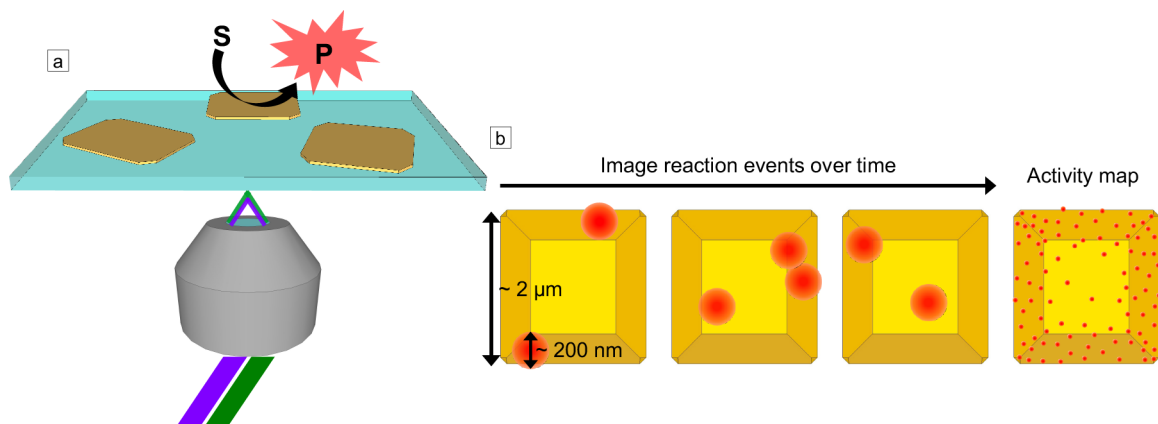 a
S
P
b
Image reaction events over time
Activity map
~ 2 µm
~ 200 nm